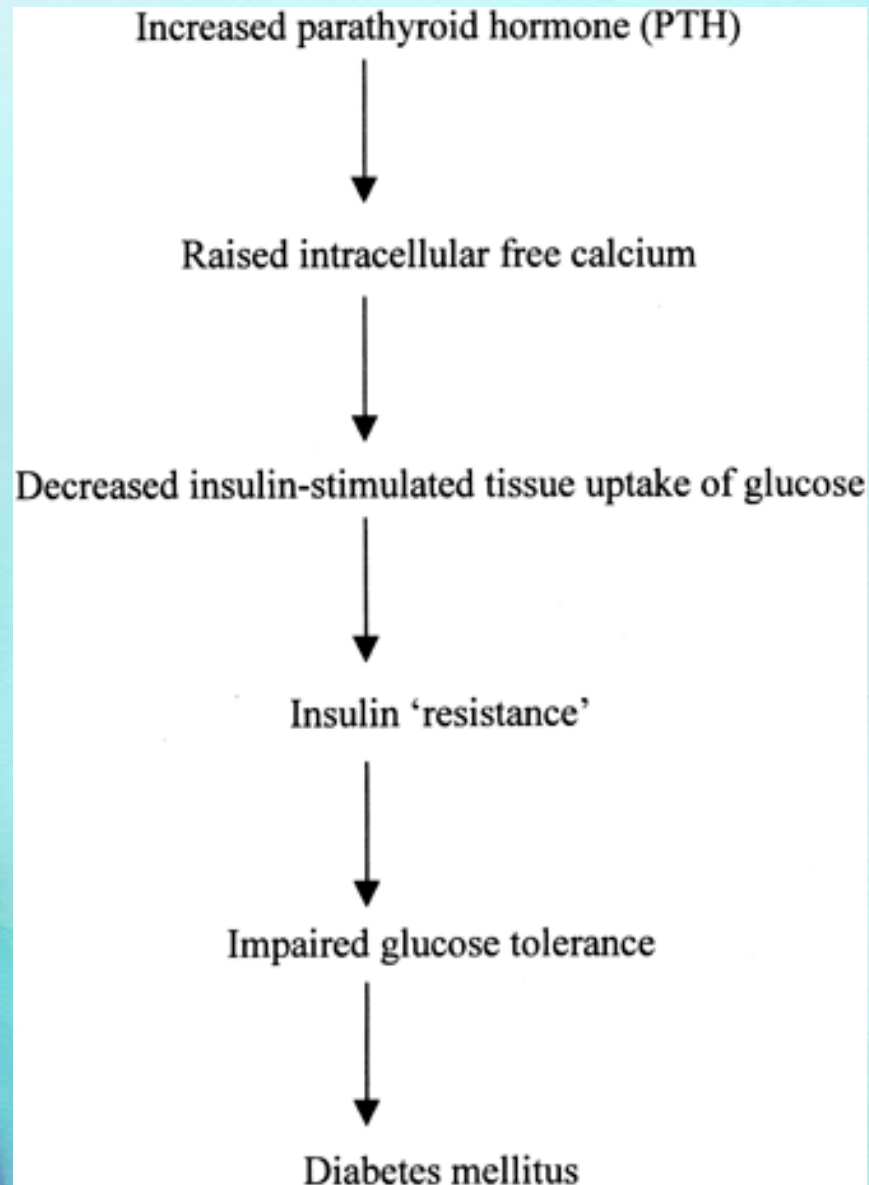 Increased parathyroid hormone (PTH)
Raised intracellular free calcium
Decreased insulin-stimulated tissue uptake of glucose
Insulin ‘resistance’
Impaired glucose tolerance
Diabetes mellitus